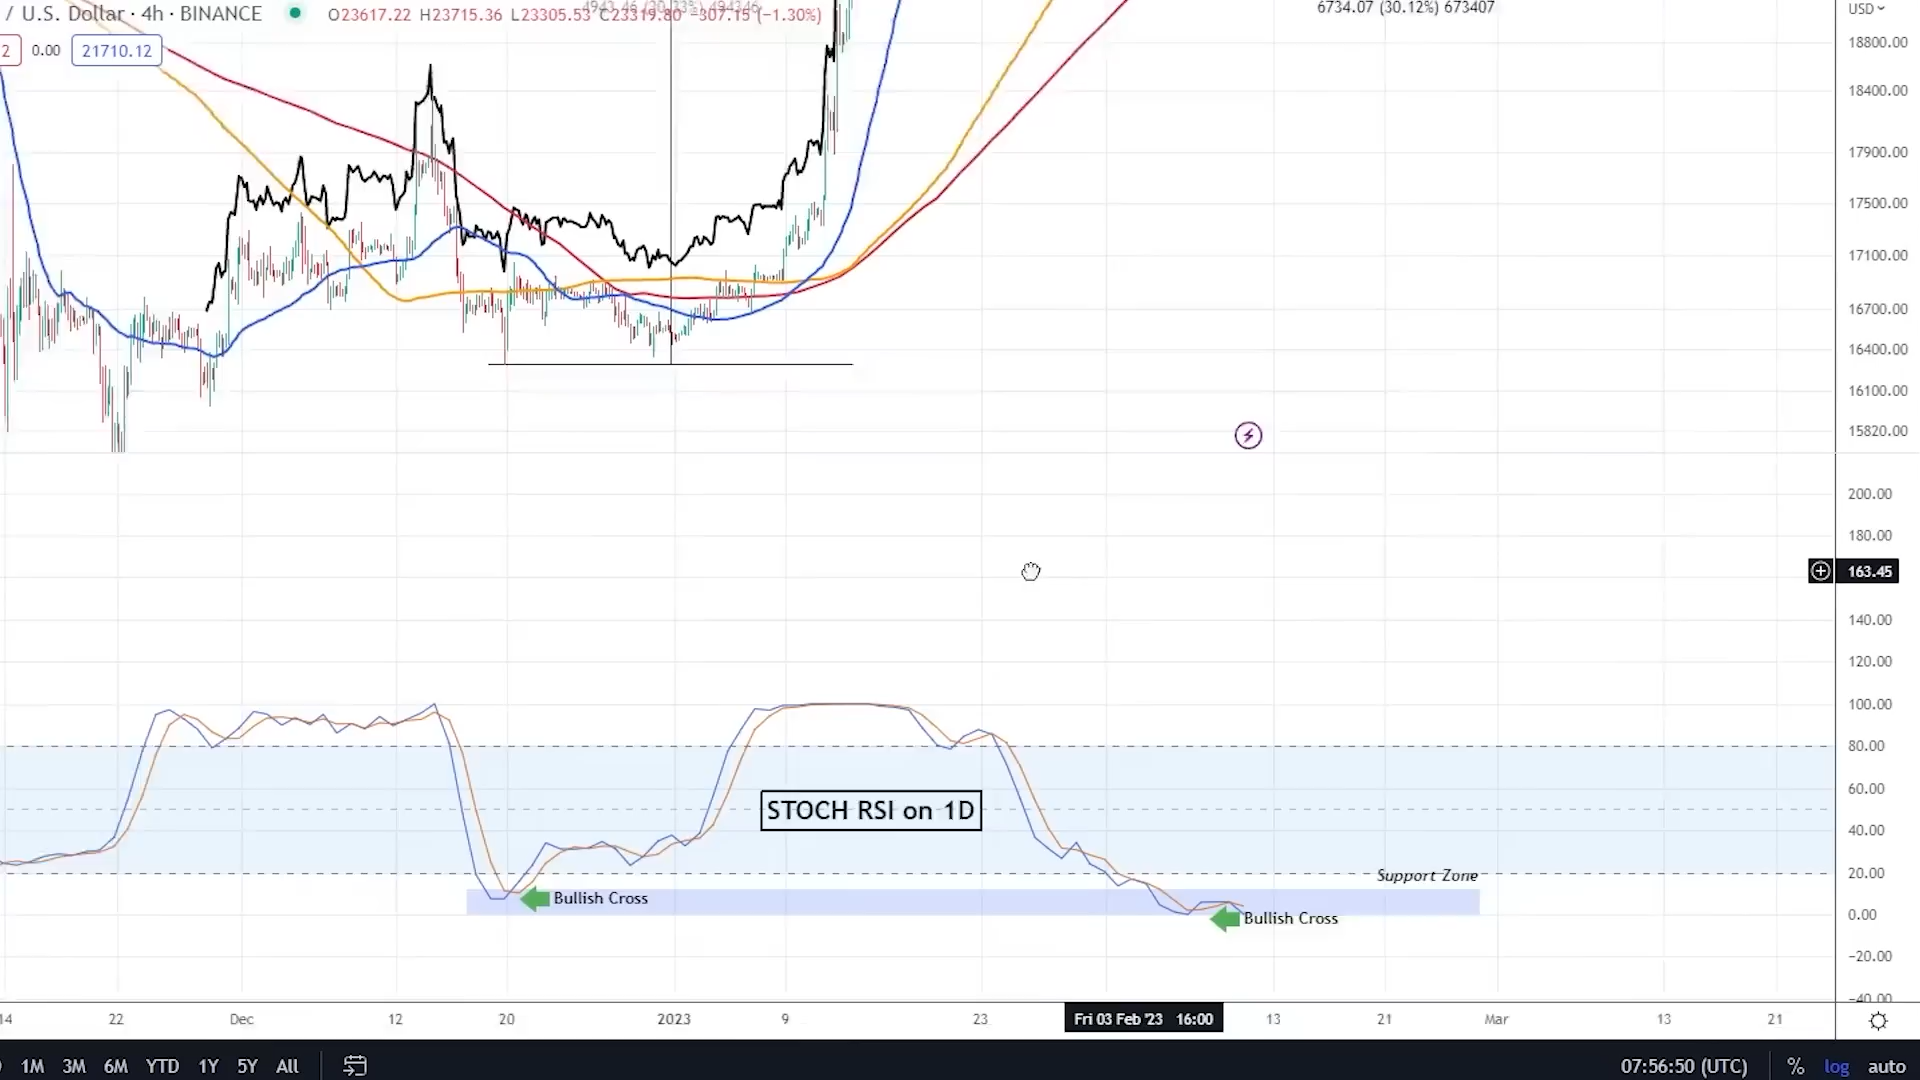 / U.S. Dollar · 4h · BINANCE O23617.22 H23715.36 L23305.53 C23319.80 −307.15 (−1.30%)
6734.07 (30.12%) 673407
USD
2 0.00 21710.12
18800.00
18400.00
17900.00
17500.00
17100.00
16700.00
16400.00
16100.00
15820.00
200.00
180.00
163.45
140.00
120.00
100.00
80.00
60.00
STOCH RSI on 1D
40.00
Support Zone
20.00
Bullish Cross
Bullish Cross
0.00
−20.00
−40.00
14 22 Dec 12 20 2023 9 23 Fri 03 Feb '23 16:00 13 21 Mar 13 21
1M 3M 6M YTD 1Y 5Y All 07:56:50 (UTC) % log auto